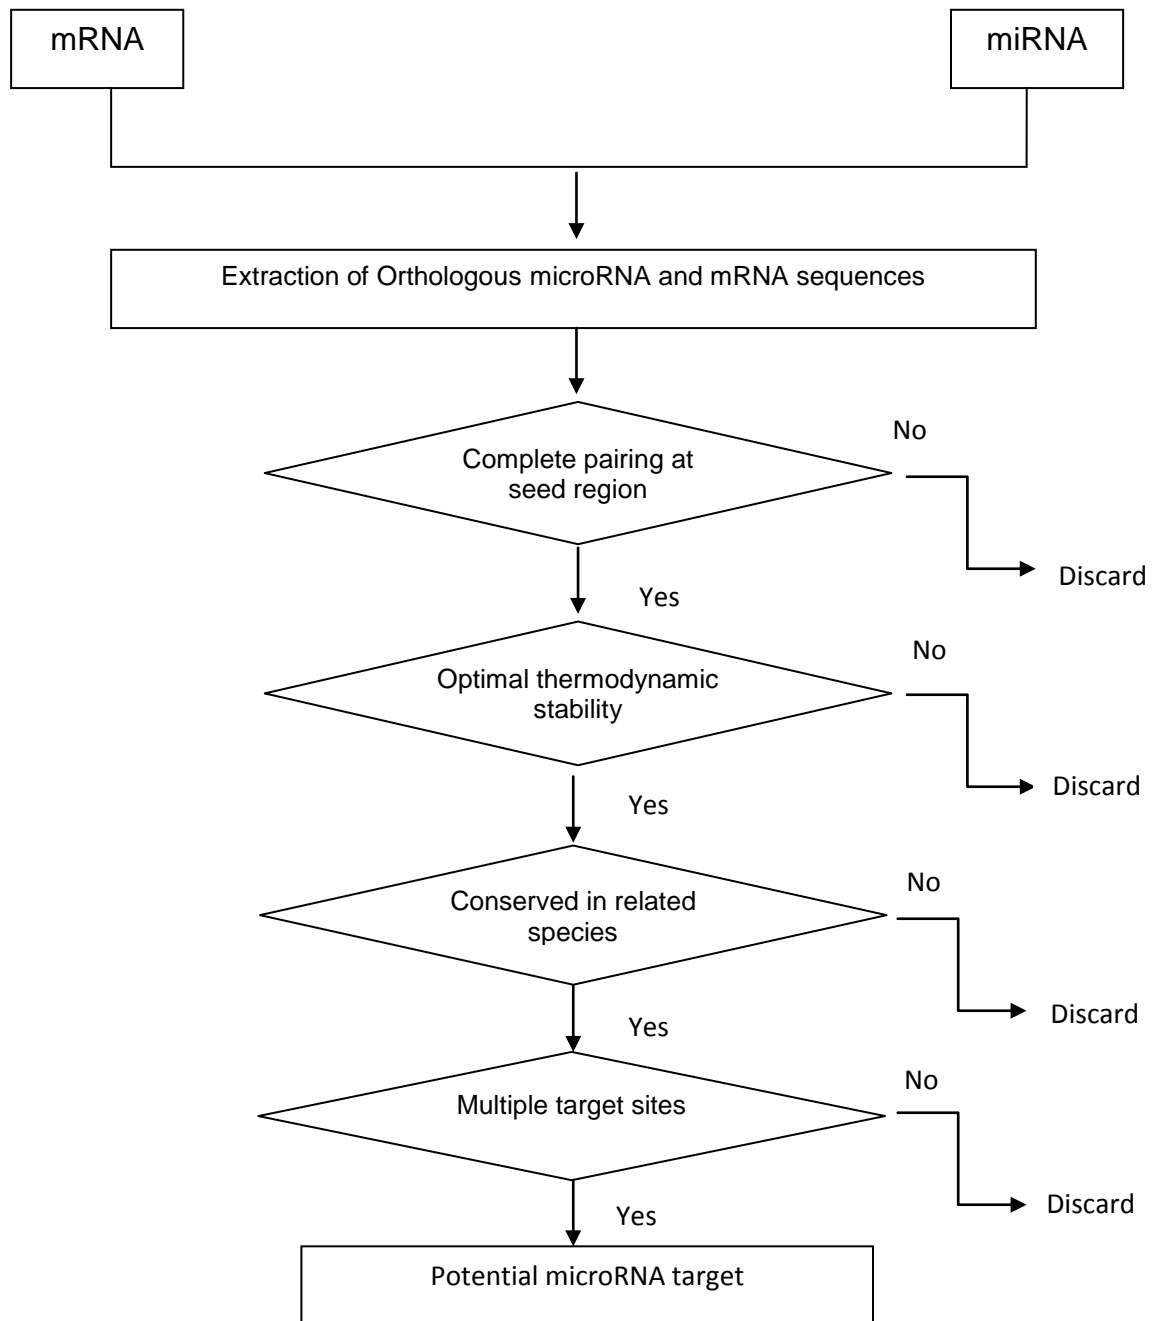 mRNA
miRNA
Extraction of Orthologous microRNA and mRNA sequences
Complete pairing at
seed region
No
Discard
Yes
Optimal thermodynamic
stability
No
Discard
Yes
Conserved in related
species
No
Discard
Yes
Multiple target sites
No
Discard
Yes
Potential microRNA target